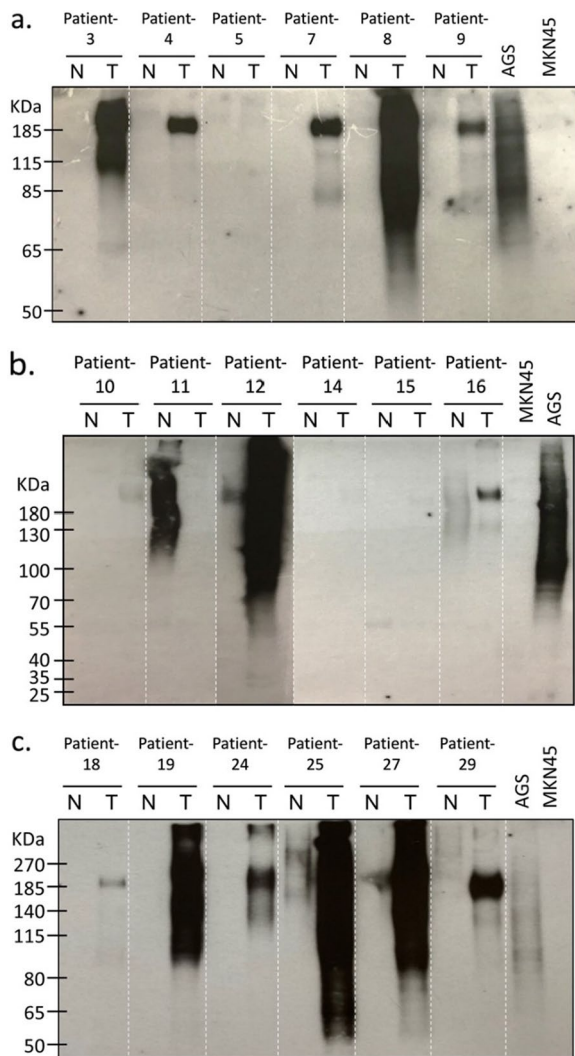 a.
Patient-3 Patient-4 Patient-5 Patient-7 Patient-8 Patient-9
N T N T N T N T N T N T AGS MKN45
KDa
185
115
85
65
50
b.
Patient-10 Patient-11 Patient-12 Patient-14 Patient-15 Patient-16
N T N T N T N T N T N T MKN45 AGS
KDa
180
130
100
70
55
40
35
25
c.
Patient-18 Patient-19 Patient-24 Patient-25 Patient-27 Patient-29
N T N T N T N T N T N T AGS MKN45
KDa
270
185
140
115
80
65
50